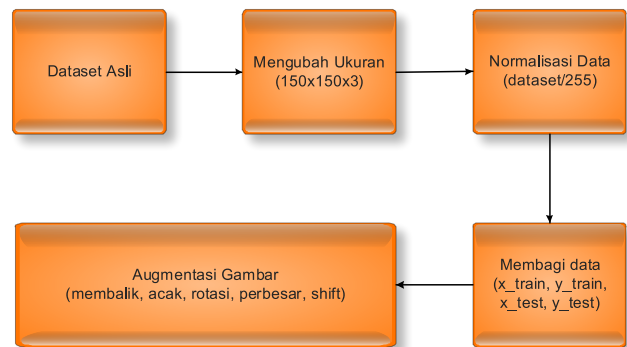 Dataset Asli
Mengubah Ukuran
(150x150x3)
Normalisasi Data
(dataset/255)
Membagi data
(x_train, y_train,
x_test, y_test)
Augmentasi Gambar
(membalik, acak, rotasi, perbesar, shift)